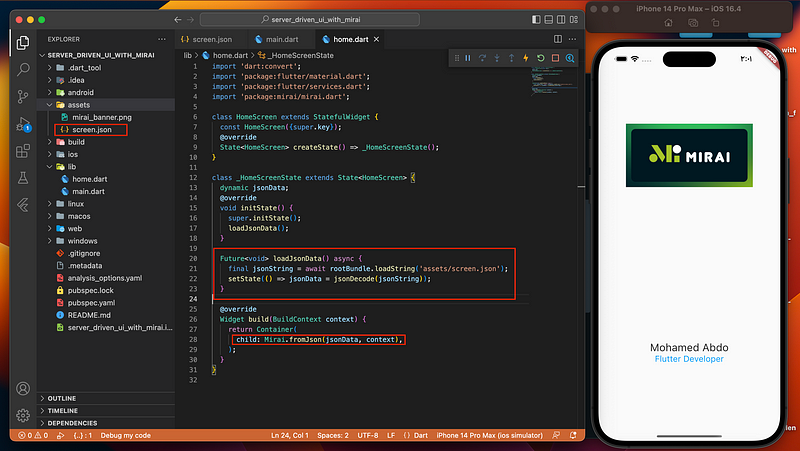 server_driven_ui_with_mirai
EXPLORER
SERVER_DRIVEN_UI_WITH_MIRAI
.dart_tool
.idea
android
assets
mirai_banner.png
screen.json
build
ios
lib
home.dart
main.dart
linux
macos
web
windows
.gitignore
.metadata
analysis_options.yaml
pubspec.lock
pubspec.yaml
README.md
server_driven_ui_with_mirai.i...
OUTLINE
TIMELINE
DEPENDENCIES
1
screen.json
main.dart
home.dart
lib > home.dart > _HomeScreenState
1 import 'dart:convert';
2 import 'package:flutter/material.dart';
3 import 'package:flutter/services.dart';
4 import 'package:mirai/mirai.dart';
5
6 class HomeScreen extends StatefulWidget {
7 const HomeScreen({super.key});
8 @override
9 State<HomeScreen> createState() => _HomeScreenState();
10 }
11
12 class _HomeScreenState extends State<HomeScreen> {
13 dynamic jsonData;
14 @override
15 void initState() {
16 super.initState();
17 loadJsonData();
18 }
19
20 Future<void> loadJsonData() async {
21 final jsonString = await rootBundle.loadString('assets/screen.json');
22 setState(() => jsonData = jsonDecode(jsonString));
23 }
24
25 @override
26 Widget build(BuildContext context) {
27 return Container(
28 child: Mirai.fromJson(jsonData, context),
29 );
30 }
31 }
32
0 0 {..} : 1 Debug my code Ln 24, Col 1 Spaces: 2 UTF-8 LF { } Dart iPhone 14 Pro Max (ios simulator)
iPhone 14 Pro Max – iOS 16.4
٢:٠١
MIRAI
Mohamed Abdo
Flutter Developer